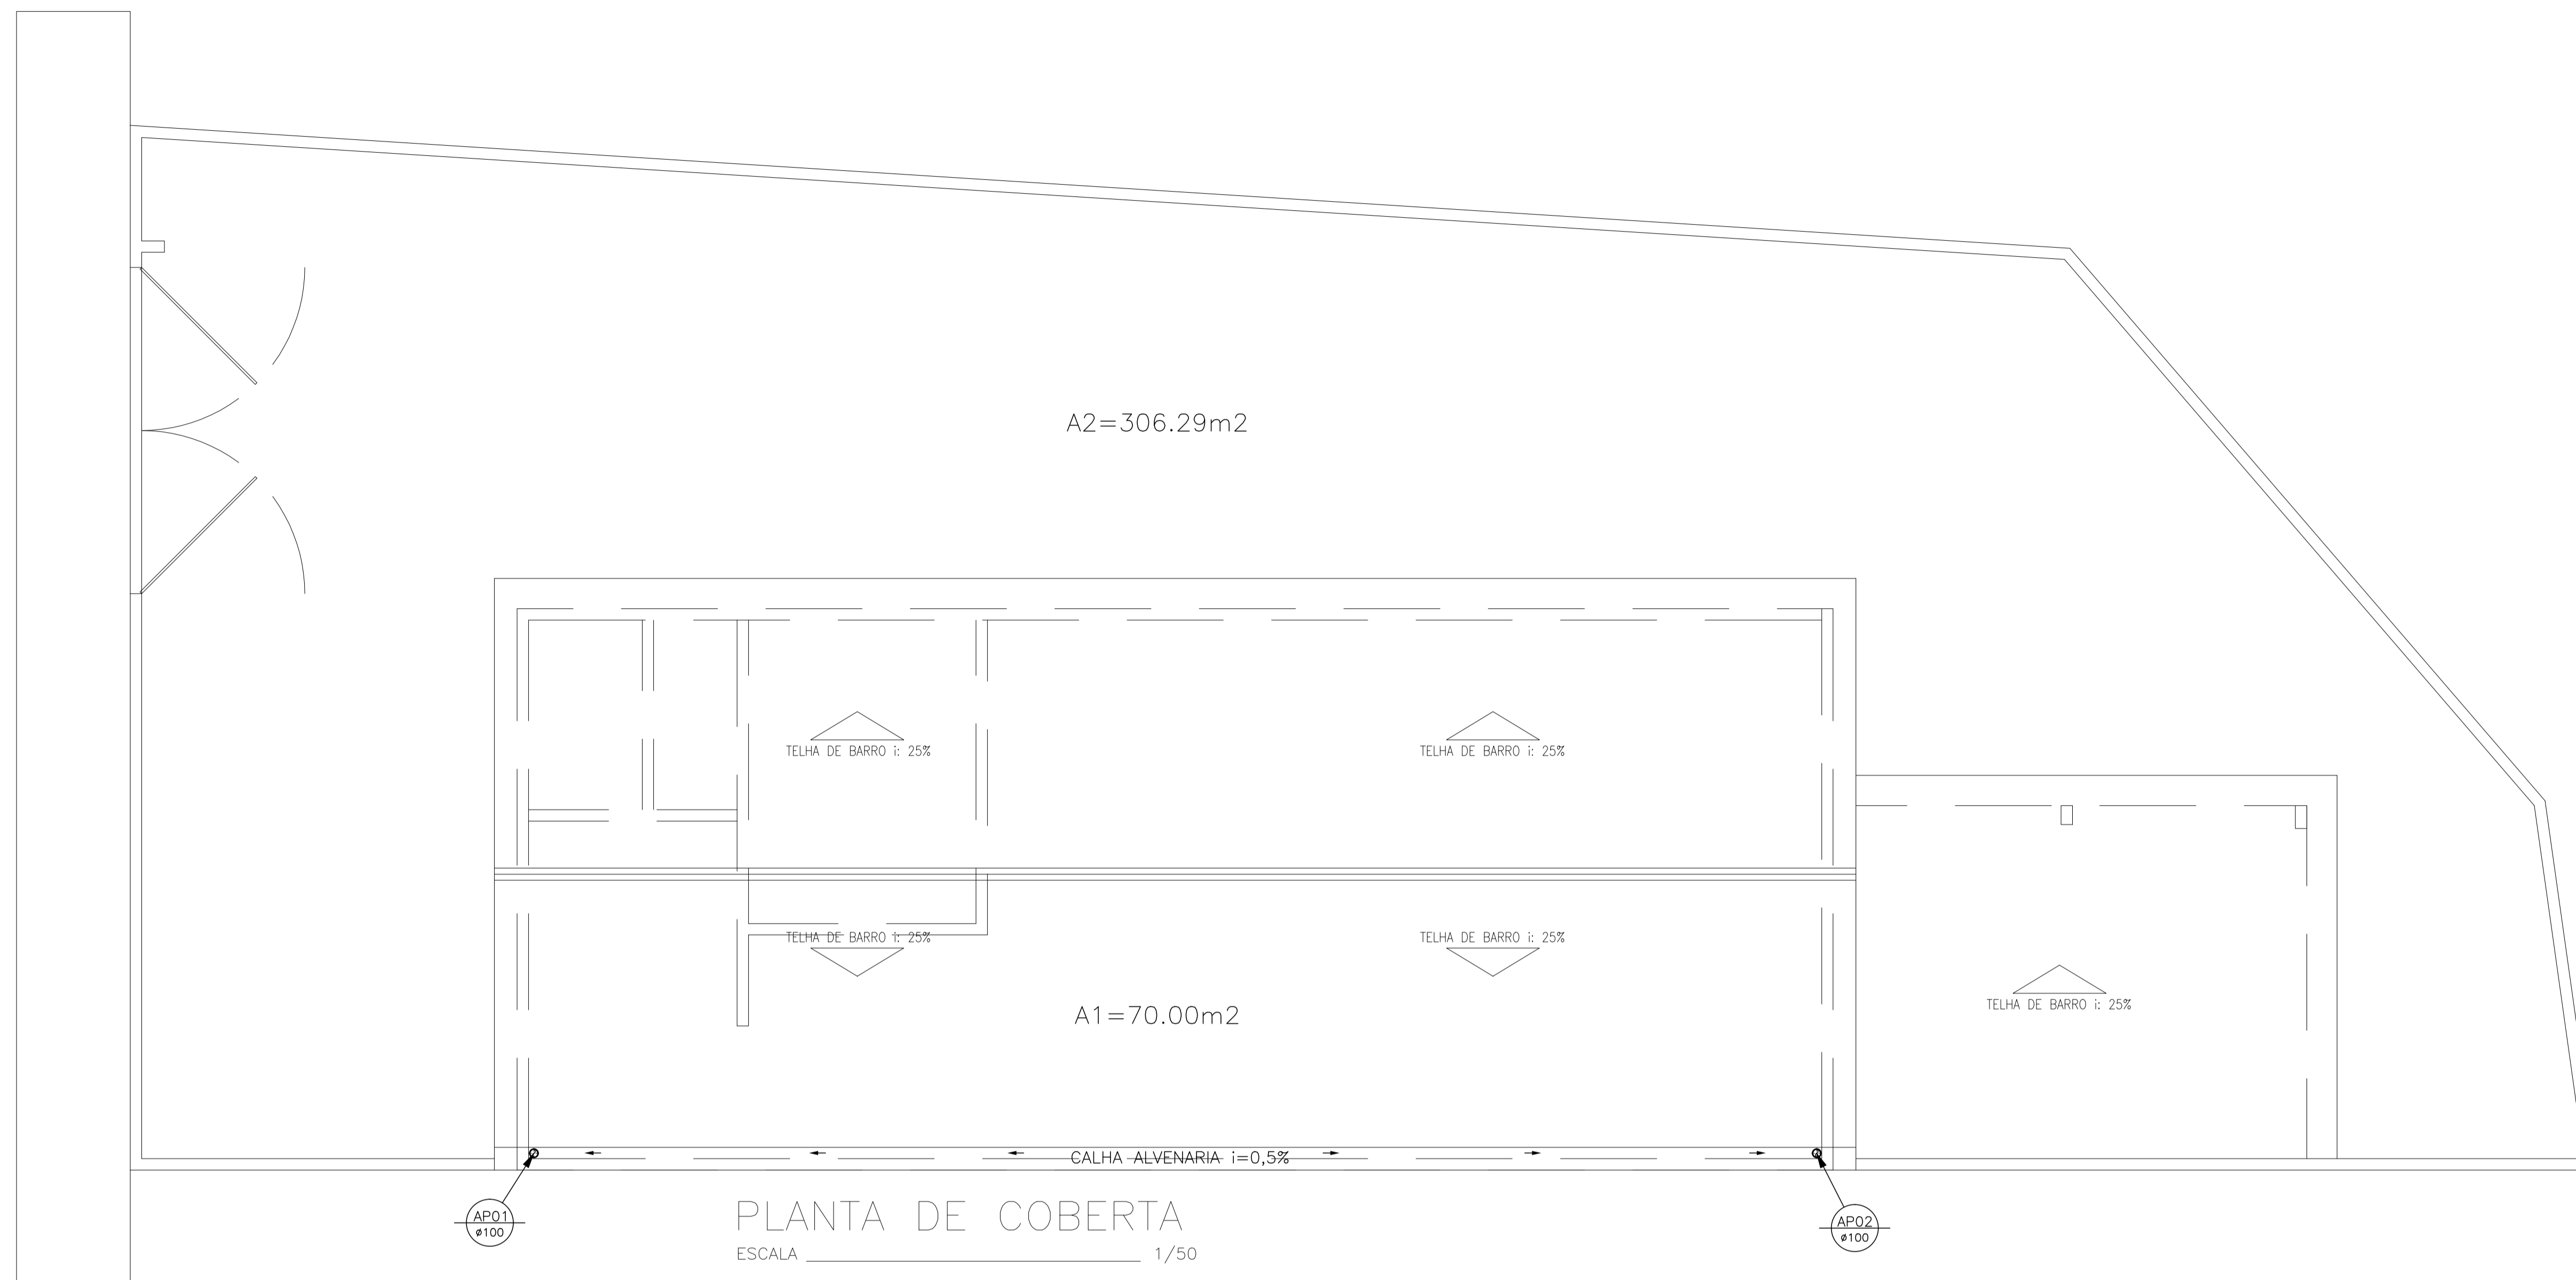 A2=306.29m2
TELHA DE BARRO i: 25%
TELHA DE BARRO i: 25%
TELHA DE BARRO i: 25%
TELHA DE BARRO i: 25%
TELHA DE BARRO i: 25%
A1=70.00m2
CALHA ALVENARIA i=0,5%
AP01
ø100
AP02
ø100
PLANTA DE COBERTA
ESCALA 1/50